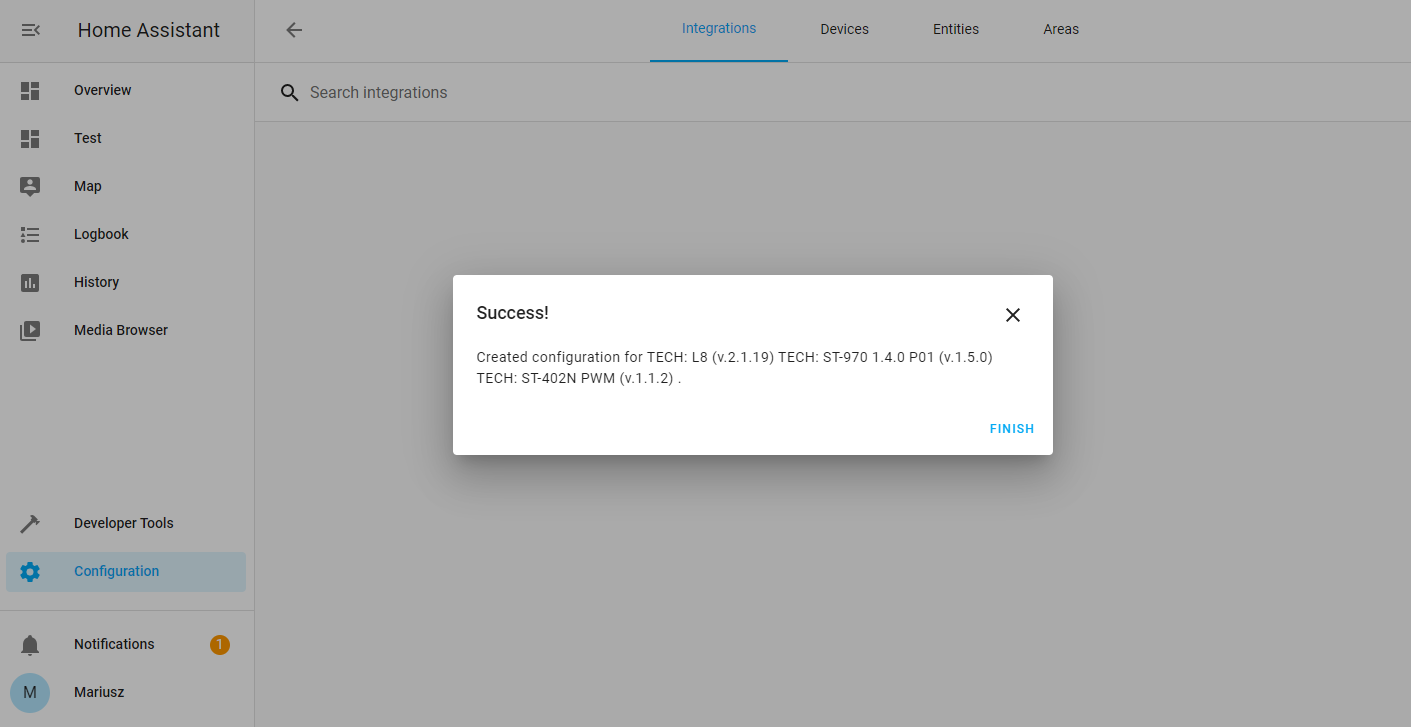 Home Assistant
Integrations
Devices
Entities
Areas
Search integrations
Overview
Test
Map
Logbook
History
Media Browser
Success!
Created configuration for TECH: L8 (v.2.1.19) TECH: ST-970 1.4.0 P01 (v.1.5.0)
TECH: ST-402N PWM (v.1.1.2) .
FINISH
Developer Tools
Configuration
Notifications
1
M
Mariusz